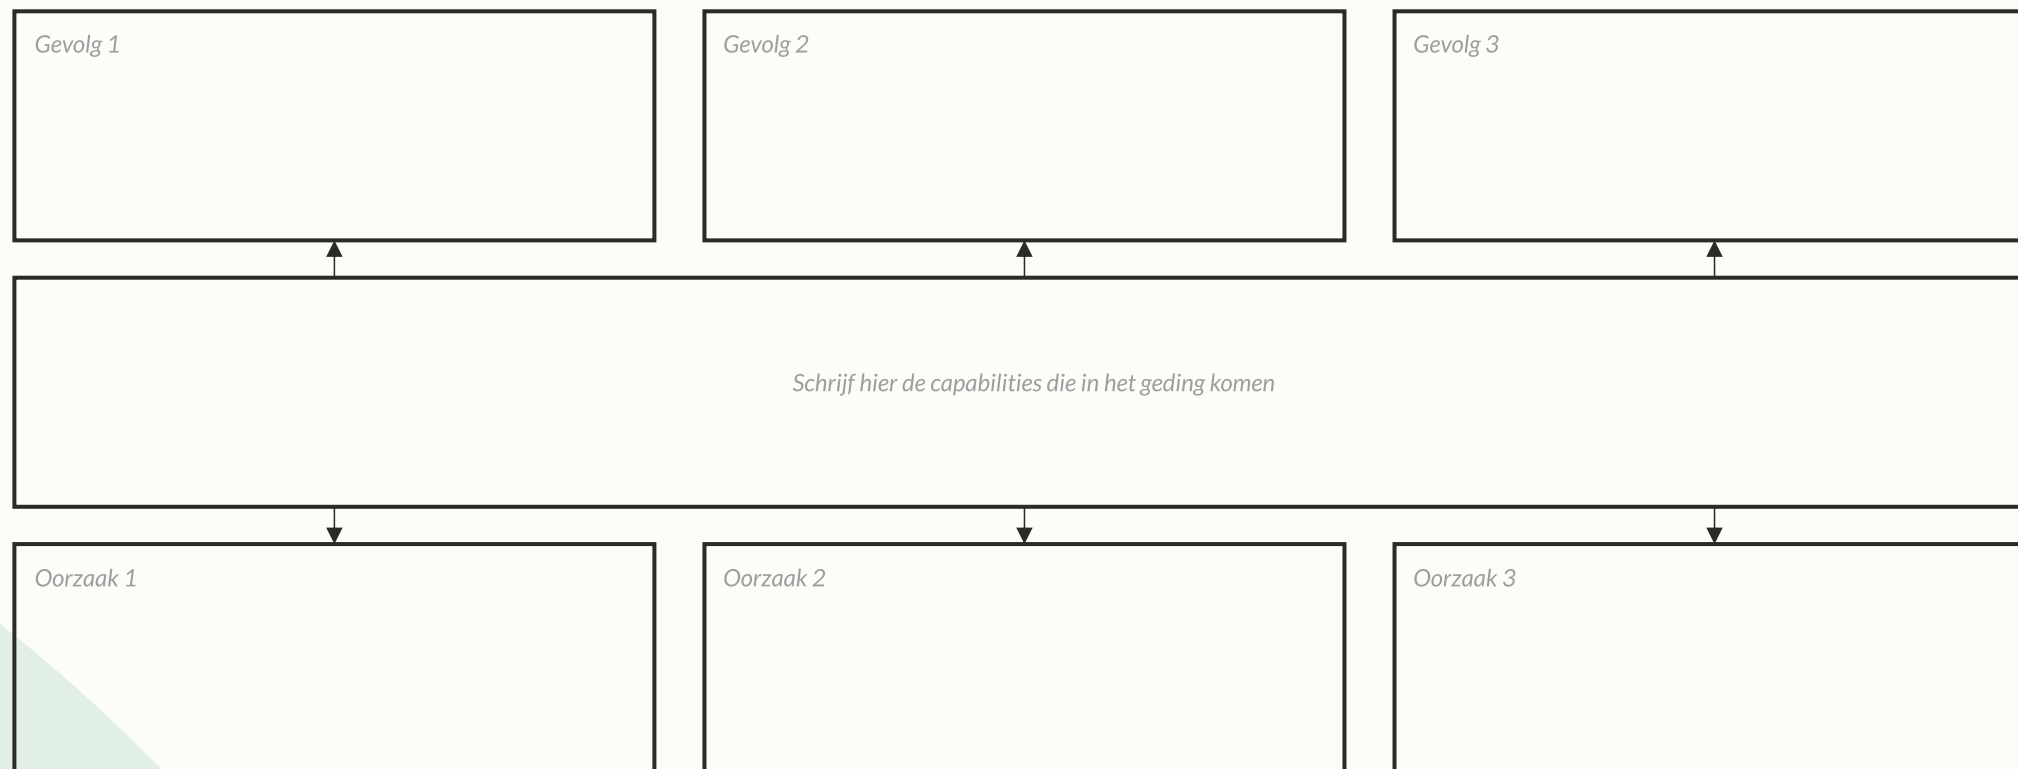 Gevolg 1
Gevolg 2
Gevolg 3
Schrijf hier de capabilities die in het geding komen
Oorzaak 1
Oorzaak 2
Oorzaak 3